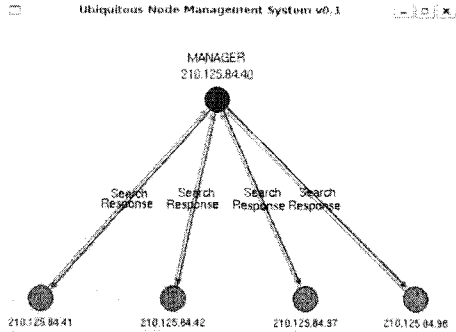 Ubiquitous Node Management System v0.1
MANAGER
210.125.84.40
Search Search Search Search
Response Response Response Response
210.125.84.41 210.125.84.42 210.125.84.97 210.125.84.98